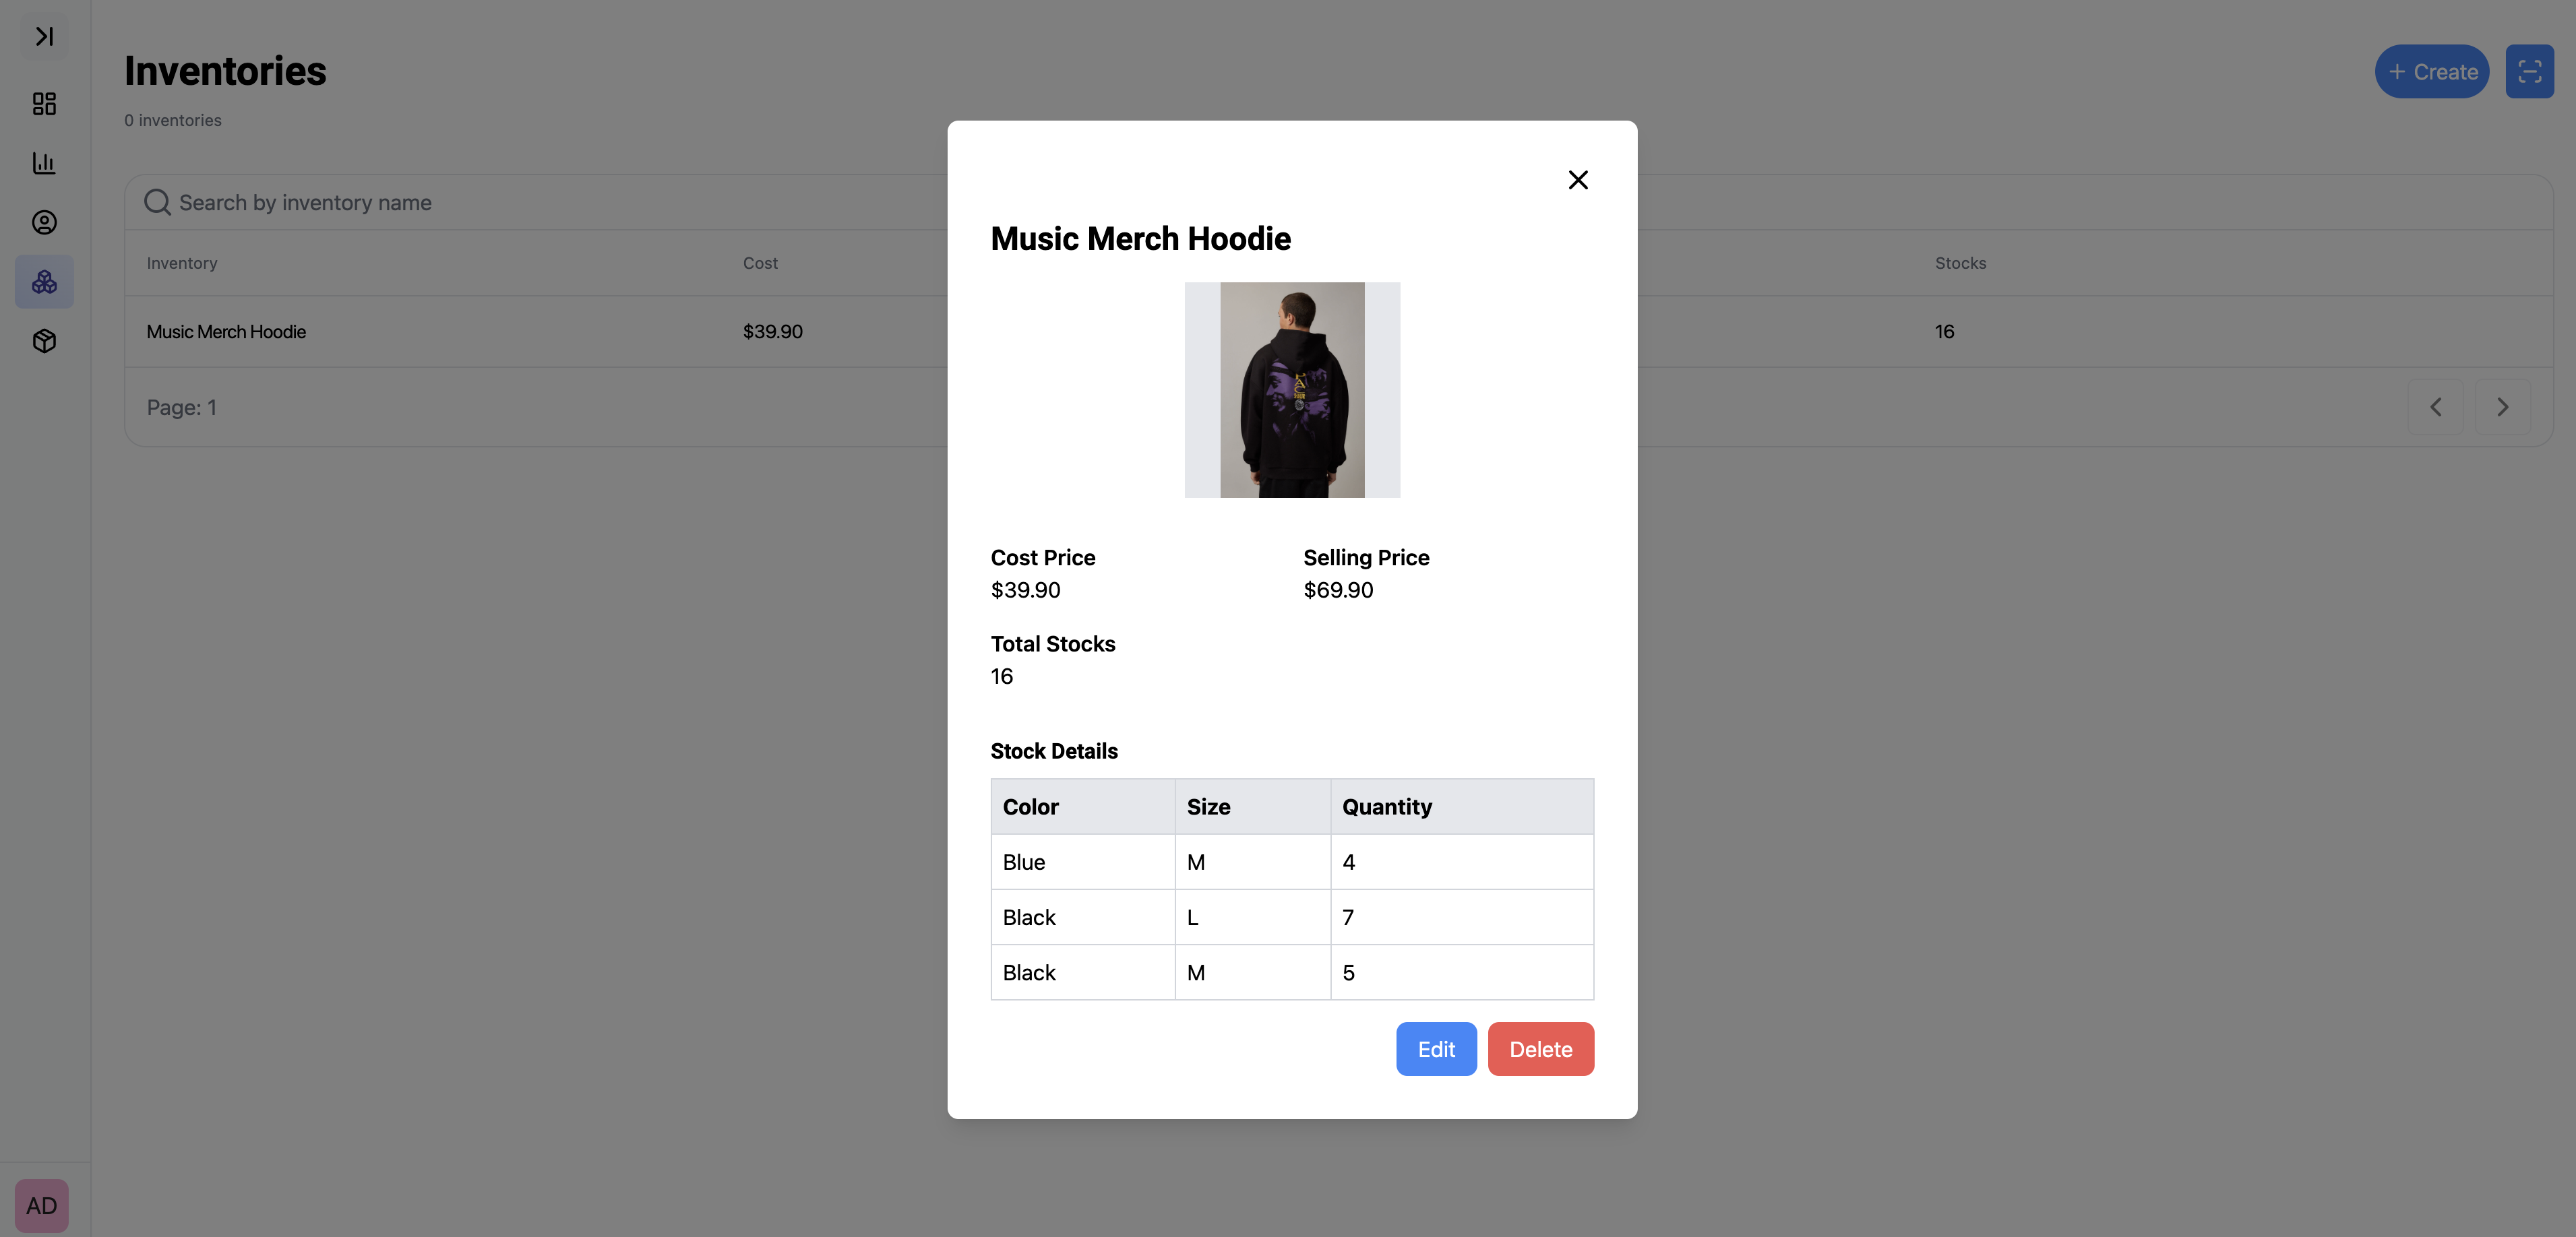 Inventories
+ Create
0 inventories
Search by inventory name
Inventory Cost Stocks
Music Merch Hoodie $39.90 16
Page: 1
AD
Music Merch Hoodie
Cost Price Selling Price
$39.90 $69.90
Total Stocks
16
Stock Details
Color Size Quantity
Blue M 4
Black L 7
Black M 5
Edit Delete